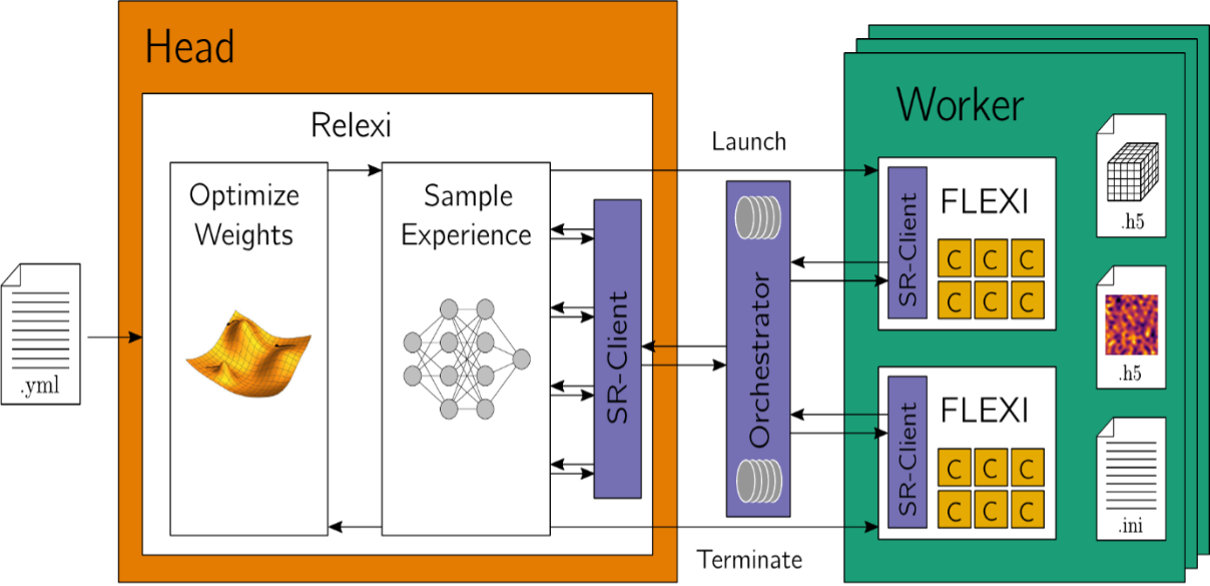 Head
Relexi
Optimize
Weights
Sample
Experience
SR-Client
.yml
Launch
Orchestrator
Terminate
Worker
SR-Client
FLEXI
C C C
C C C
SR-Client
FLEXI
C C C
C C C
.h5
.h5
.ini